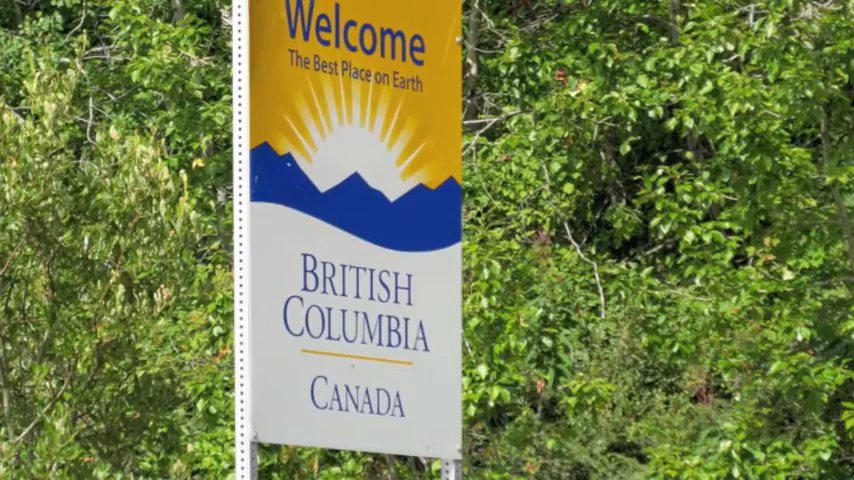 Welcome
The Best Place on Earth
BRITISH
COLUMBIA
CANADA